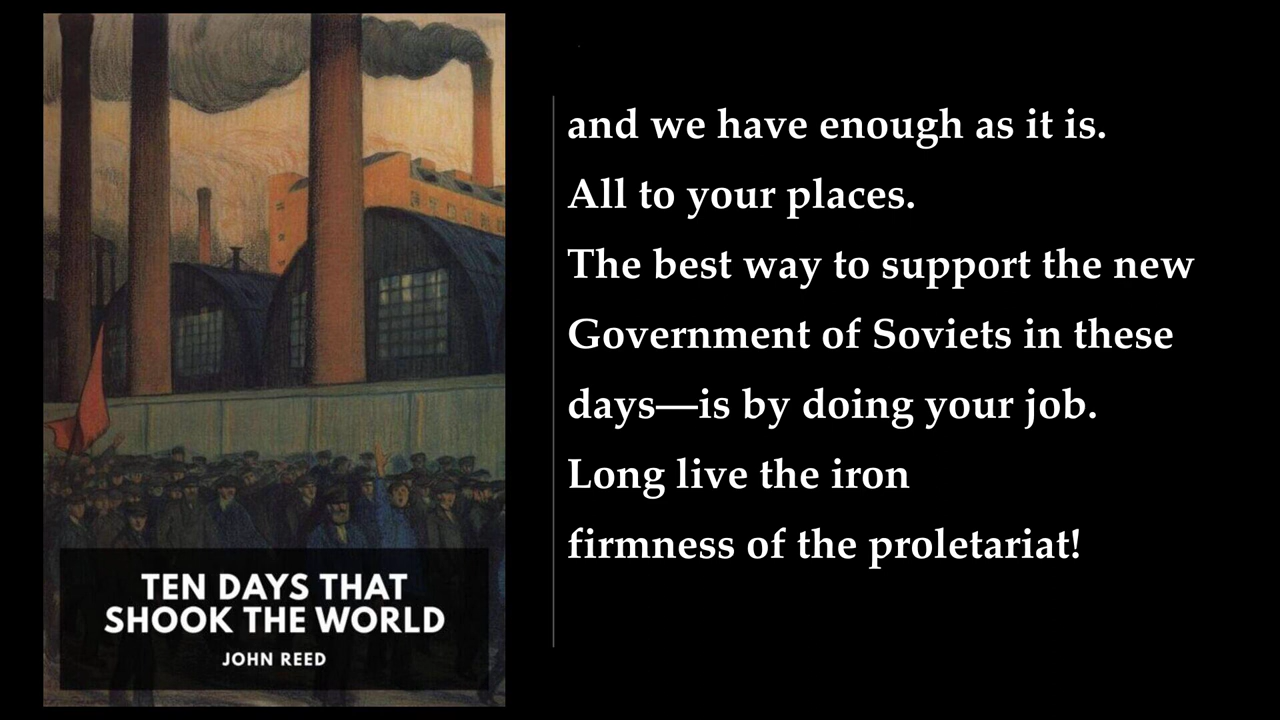 TEN DAYS THAT
SHOOK THE WORLD
JOHN REED
and we have enough as it is.
All to your places.
The best way to support the new
Government of Soviets in these
days—is by doing your job.
Long live the iron
firmness of the proletariat!